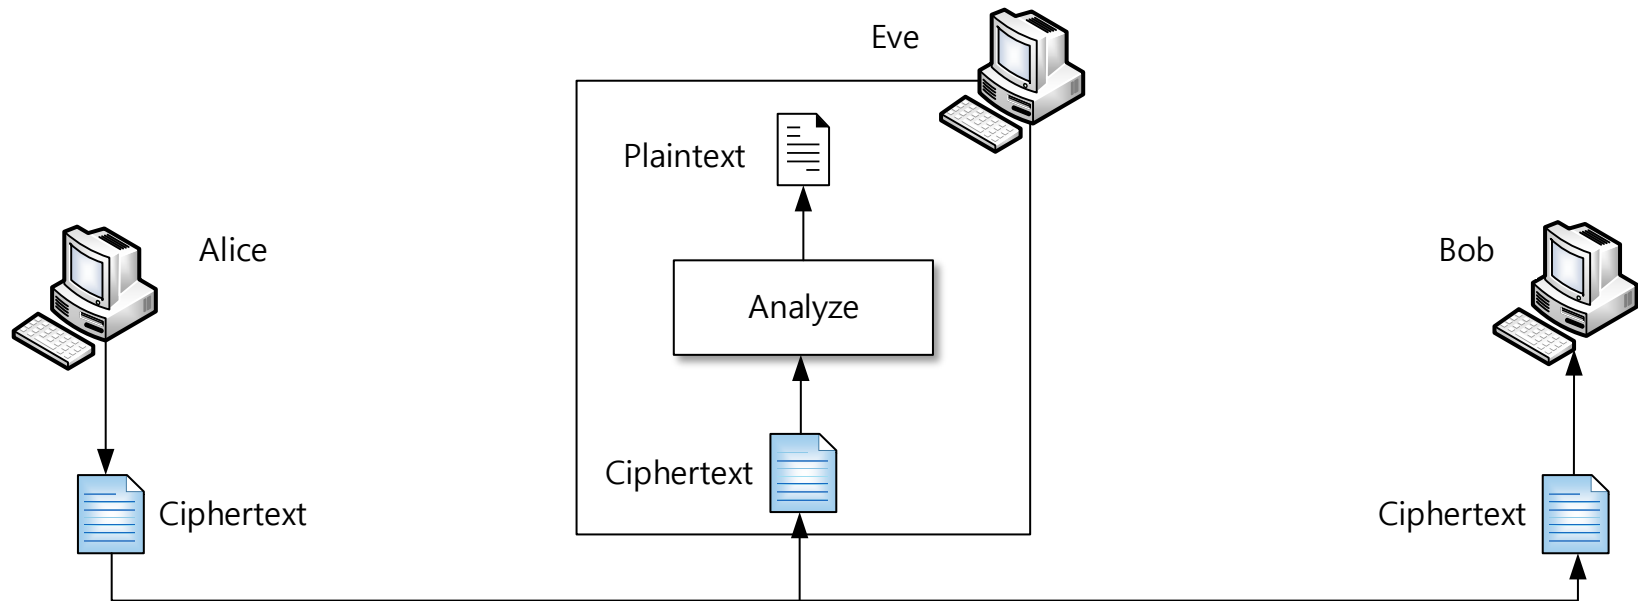 Eve
Plaintext
Alice
Bob
Analyze
Ciphertext
Ciphertext
Ciphertext